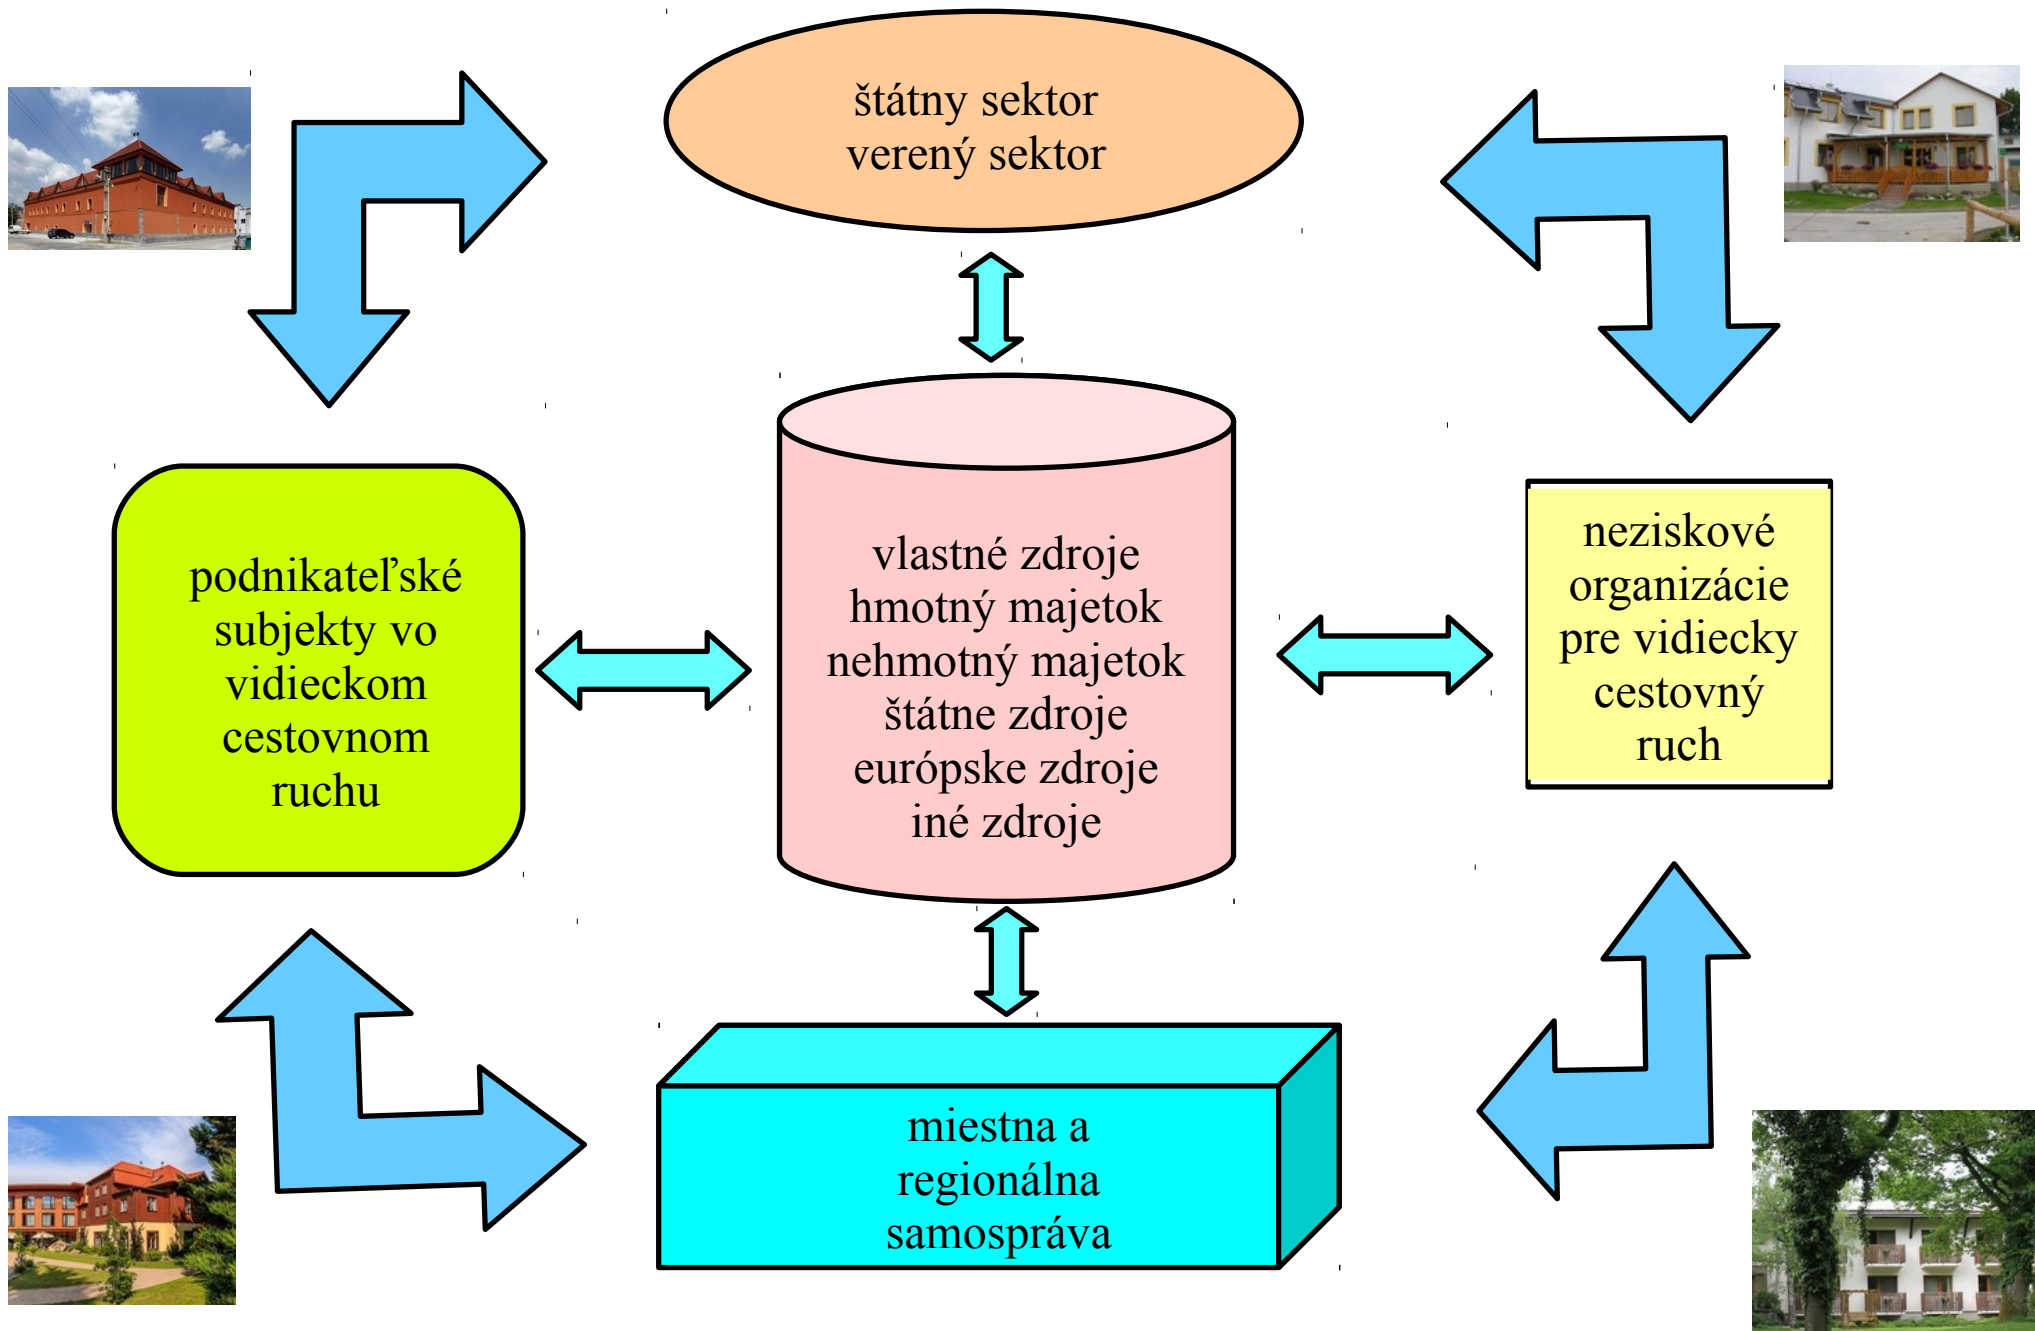 štátny sektor
verený sektor
podnikateľské
subjekty vo
vidieckom
cestovnom
ruchu
vlastné zdroje
hmotný majetok
nehmotný majetok
štátne zdroje
európske zdroje
iné zdroje
neziskové
organizácie
pre vidiecky
cestovný
ruch
miestna a
regionálna
samospráva